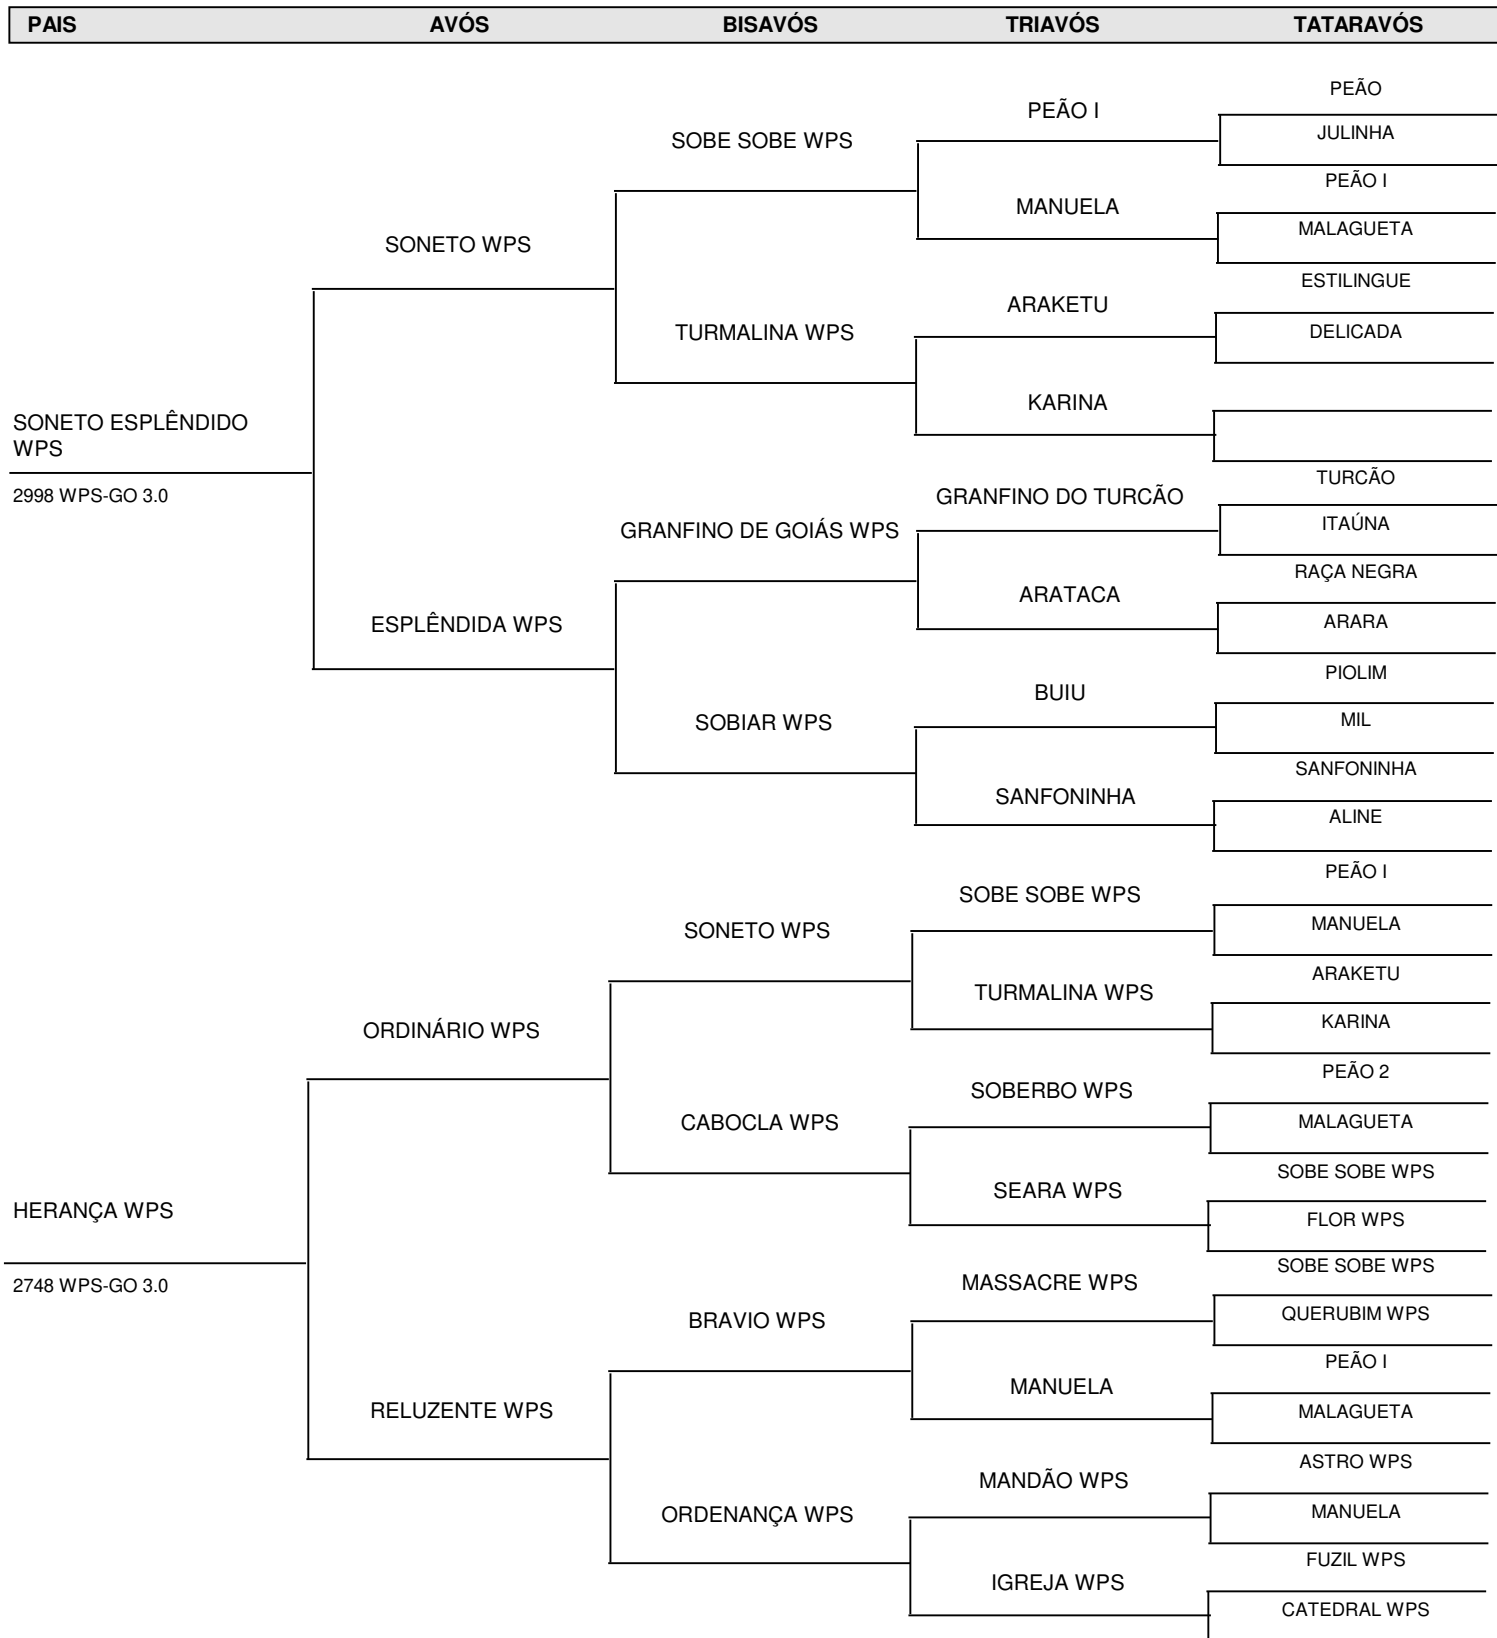 PAIS AVÓS BISAVÓS TRIAVÓS TATARAVÓS
PEÃO
PEÃO I
JULINHA
SOBE SOBE WPS
PEÃO I
MANUELA
MALAGUETA
SONETO WPS
ESTILINGUE
ARAKETU
TURMALINA WPS
DELICADA
KARINA
SONETO ESPLÊNDIDO
WPS
TURCÃO
2998 WPS-GO 3.0
GRANFINO DO TURCÃO
ITAÚNA
GRANFINO DE GOIÁS WPS
RAÇA NEGRA
ARATACA
ARARA
ESPLÊNDIDA WPS
PIOLIM
BUIU
MIL
SOBIAR WPS
SANFONINHA
SANFONINHA
ALINE
PEÃO I
SOBE SOBE WPS
MANUELA
SONETO WPS
ARAKETU
TURMALINA WPS
KARINA
ORDINÁRIO WPS
PEÃO 2
SOBERBO WPS
MALAGUETA
CABOCLA WPS
SOBE SOBE WPS
SEARA WPS
HERANÇA WPS
FLOR WPS
SOBE SOBE WPS
MASSACRE WPS
2748 WPS-GO 3.0
QUERUBIM WPS
BRAVIO WPS
PEÃO I
MANUELA
RELUZENTE WPS
MALAGUETA
ASTRO WPS
MANDÃO WPS
MANUELA
ORDENANÇA WPS
FUZIL WPS
IGREJA WPS
CATEDRAL WPS